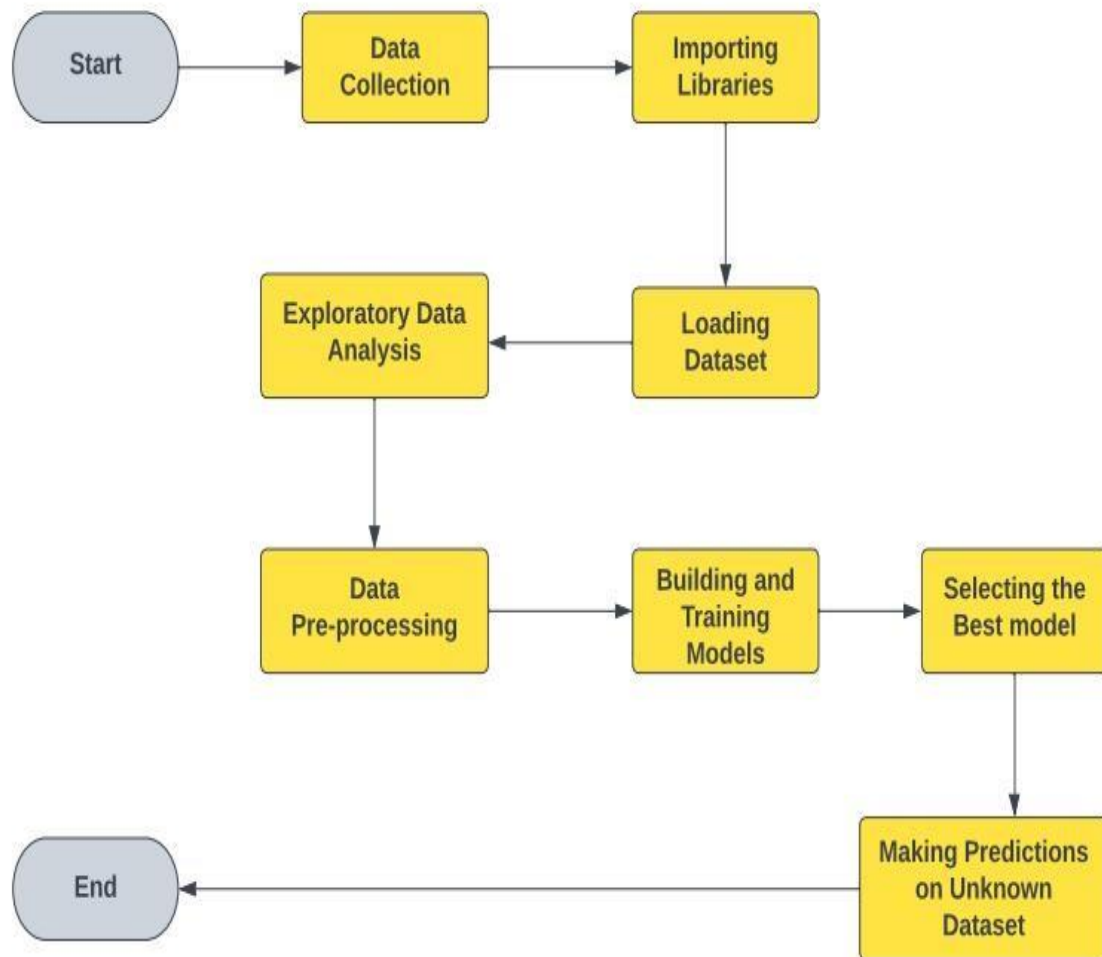 Start
Data
Collection
Importing
Libraries
Loading
Dataset
Exploratory Data
Analysis
Data
Pre-processing
Building and
Training
Models
Selecting the
Best model
Making Predictions
on Unknown
Dataset
End